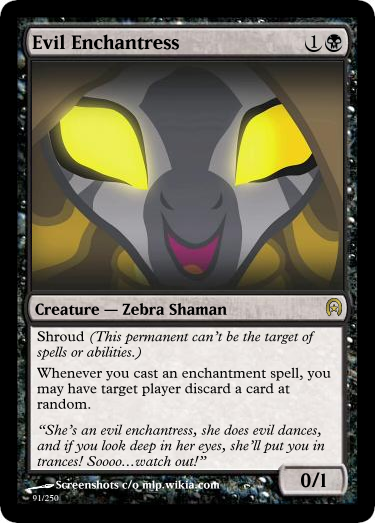 Evil Enchantress 1
Creature — Zebra Shaman
Shroud (This permanent can't be the target of
spells or abilities.)
Whenever you cast an enchantment spell, you
may have target player discard a card at
random.
“She's an evil enchantress, she does evil dances,
and if you look deep in her eyes, she'll put you in
trances! Soooo...watch out!”
Screenshots c/o mlp.wikia.com
91/250
0/1